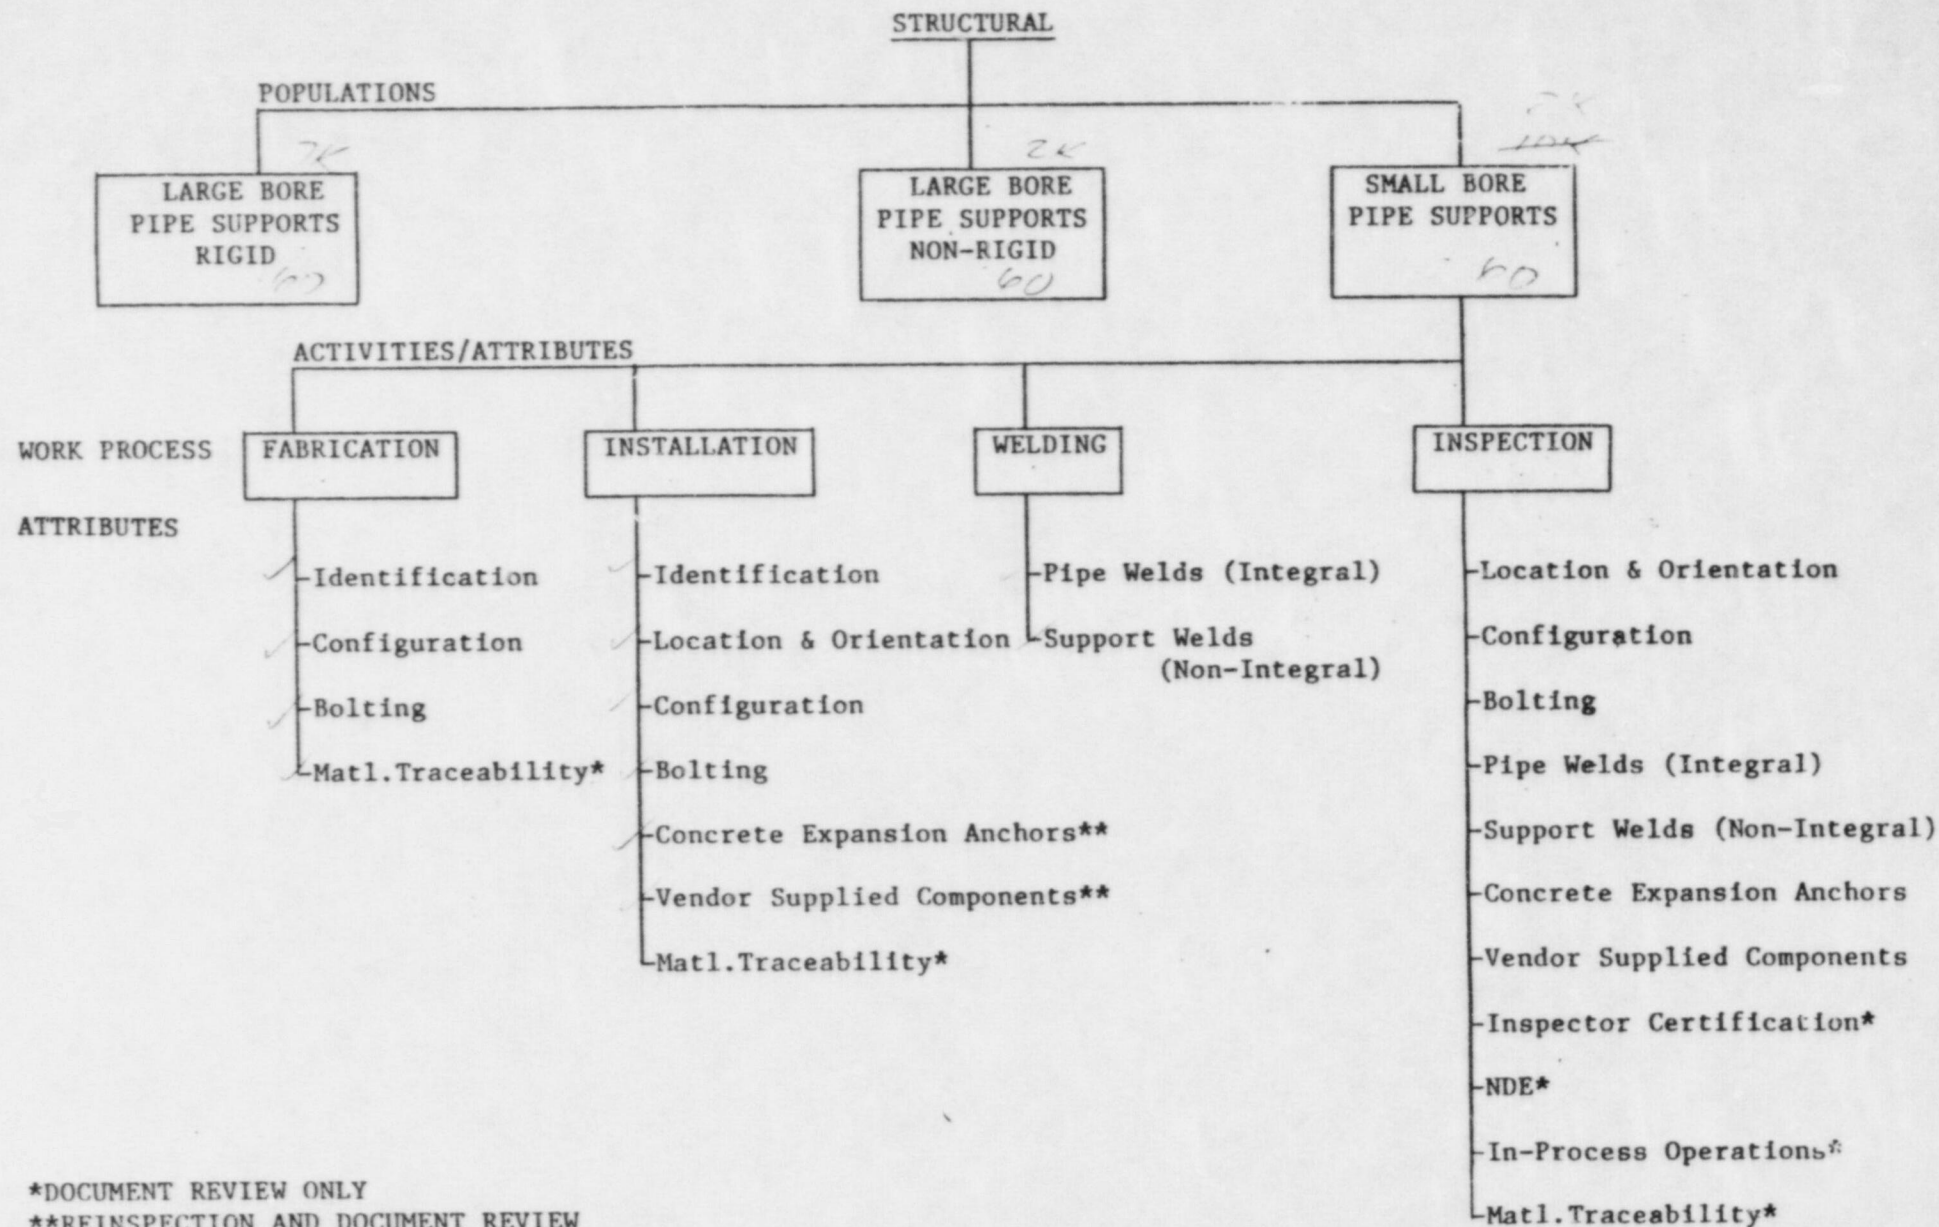 STRUCTURAL
POPULATIONS
7K
2K
LARGE BORE
PIPE SUPPORTS
RIGID
60
LARGE BORE
PIPE SUPPORTS
NON-RIGID
60
SMALL BORE
PIPE SUPPORTS
60
ACTIVITIES/ATTRIBUTES
WORK PROCESS
FABRICATION
INSTALLATION
WELDING
INSPECTION
ATTRIBUTES
Identification
Configuration
Bolting
Matl.Traceability*
Identification
Location & Orientation
Configuration
Bolting
Concrete Expansion Anchors**
Vendor Supplied Components**
Matl.Traceability*
Pipe Welds (Integral)
Support Welds
(Non-Integral)
Location & Orientation
Configuration
Bolting
Pipe Welds (Integral)
Support Welds (Non-Integral)
Concrete Expansion Anchors
Vendor Supplied Components
Inspector Certification*
NDE*
In-Process Operations*
Matl.Traceability*
*DOCUMENT REVIEW ONLY
**REINSPECTION AND DOCUMENT REVIEW